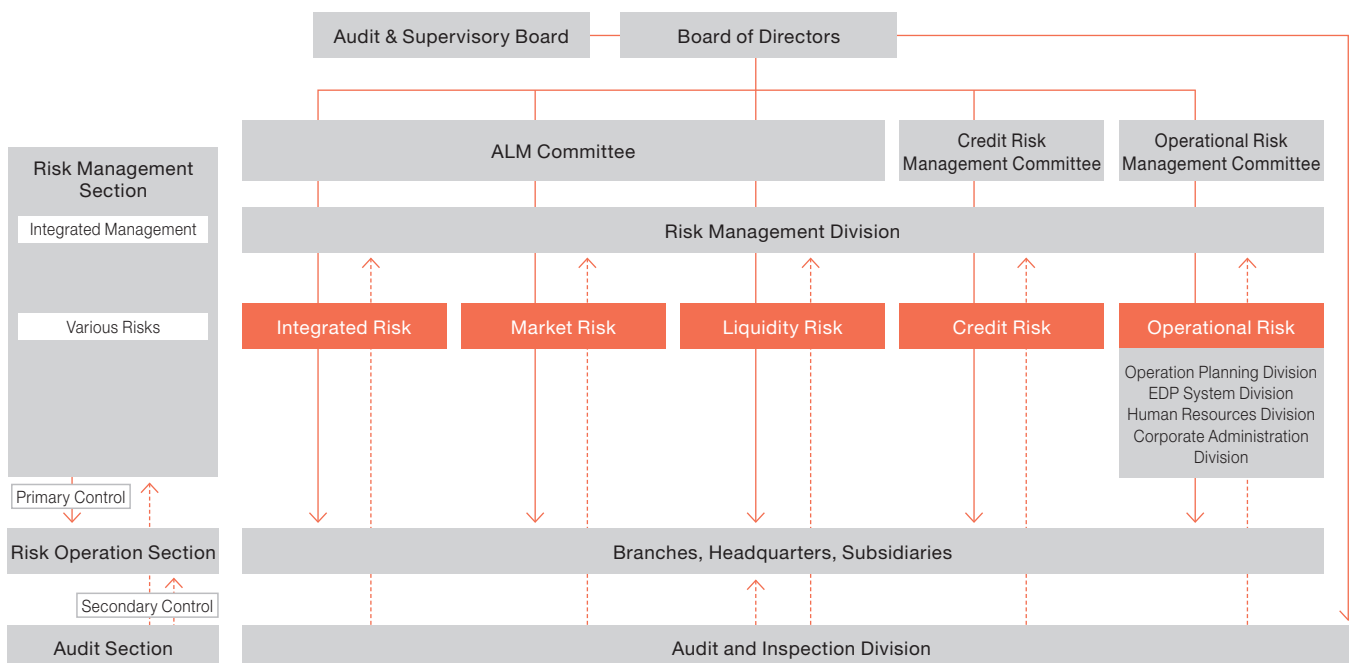 Audit & Supervisory Board
Board of Directors
ALM Committee
Credit Risk
Management Committee
Operational Risk
Management Committee
Risk Management
Section
Integrated Management
Various Risks
Risk Management Division
Integrated Risk
Market Risk
Liquidity Risk
Credit Risk
Operational Risk
Operation Planning Division
EDP System Division
Human Resources Division
Corporate Administration
Division
Primary Control
Risk Operation Section
Branches, Headquarters, Subsidiaries
Secondary Control
Audit Section
Audit and Inspection Division